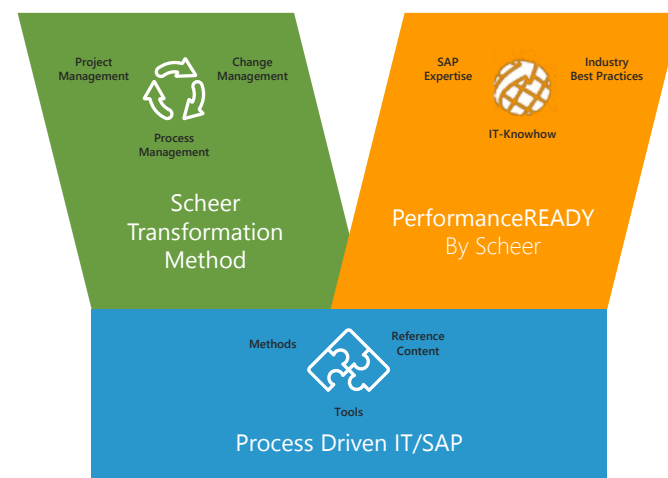 Project
Management
Change
Management
Process
Management
Scheer
Transformation
Method
SAP
Expertise
Industry
Best Practices
IT-Knowhow
PerformanceREADY
By Scheer
Methods
Reference
Content
Tools
Process Driven IT/SAP